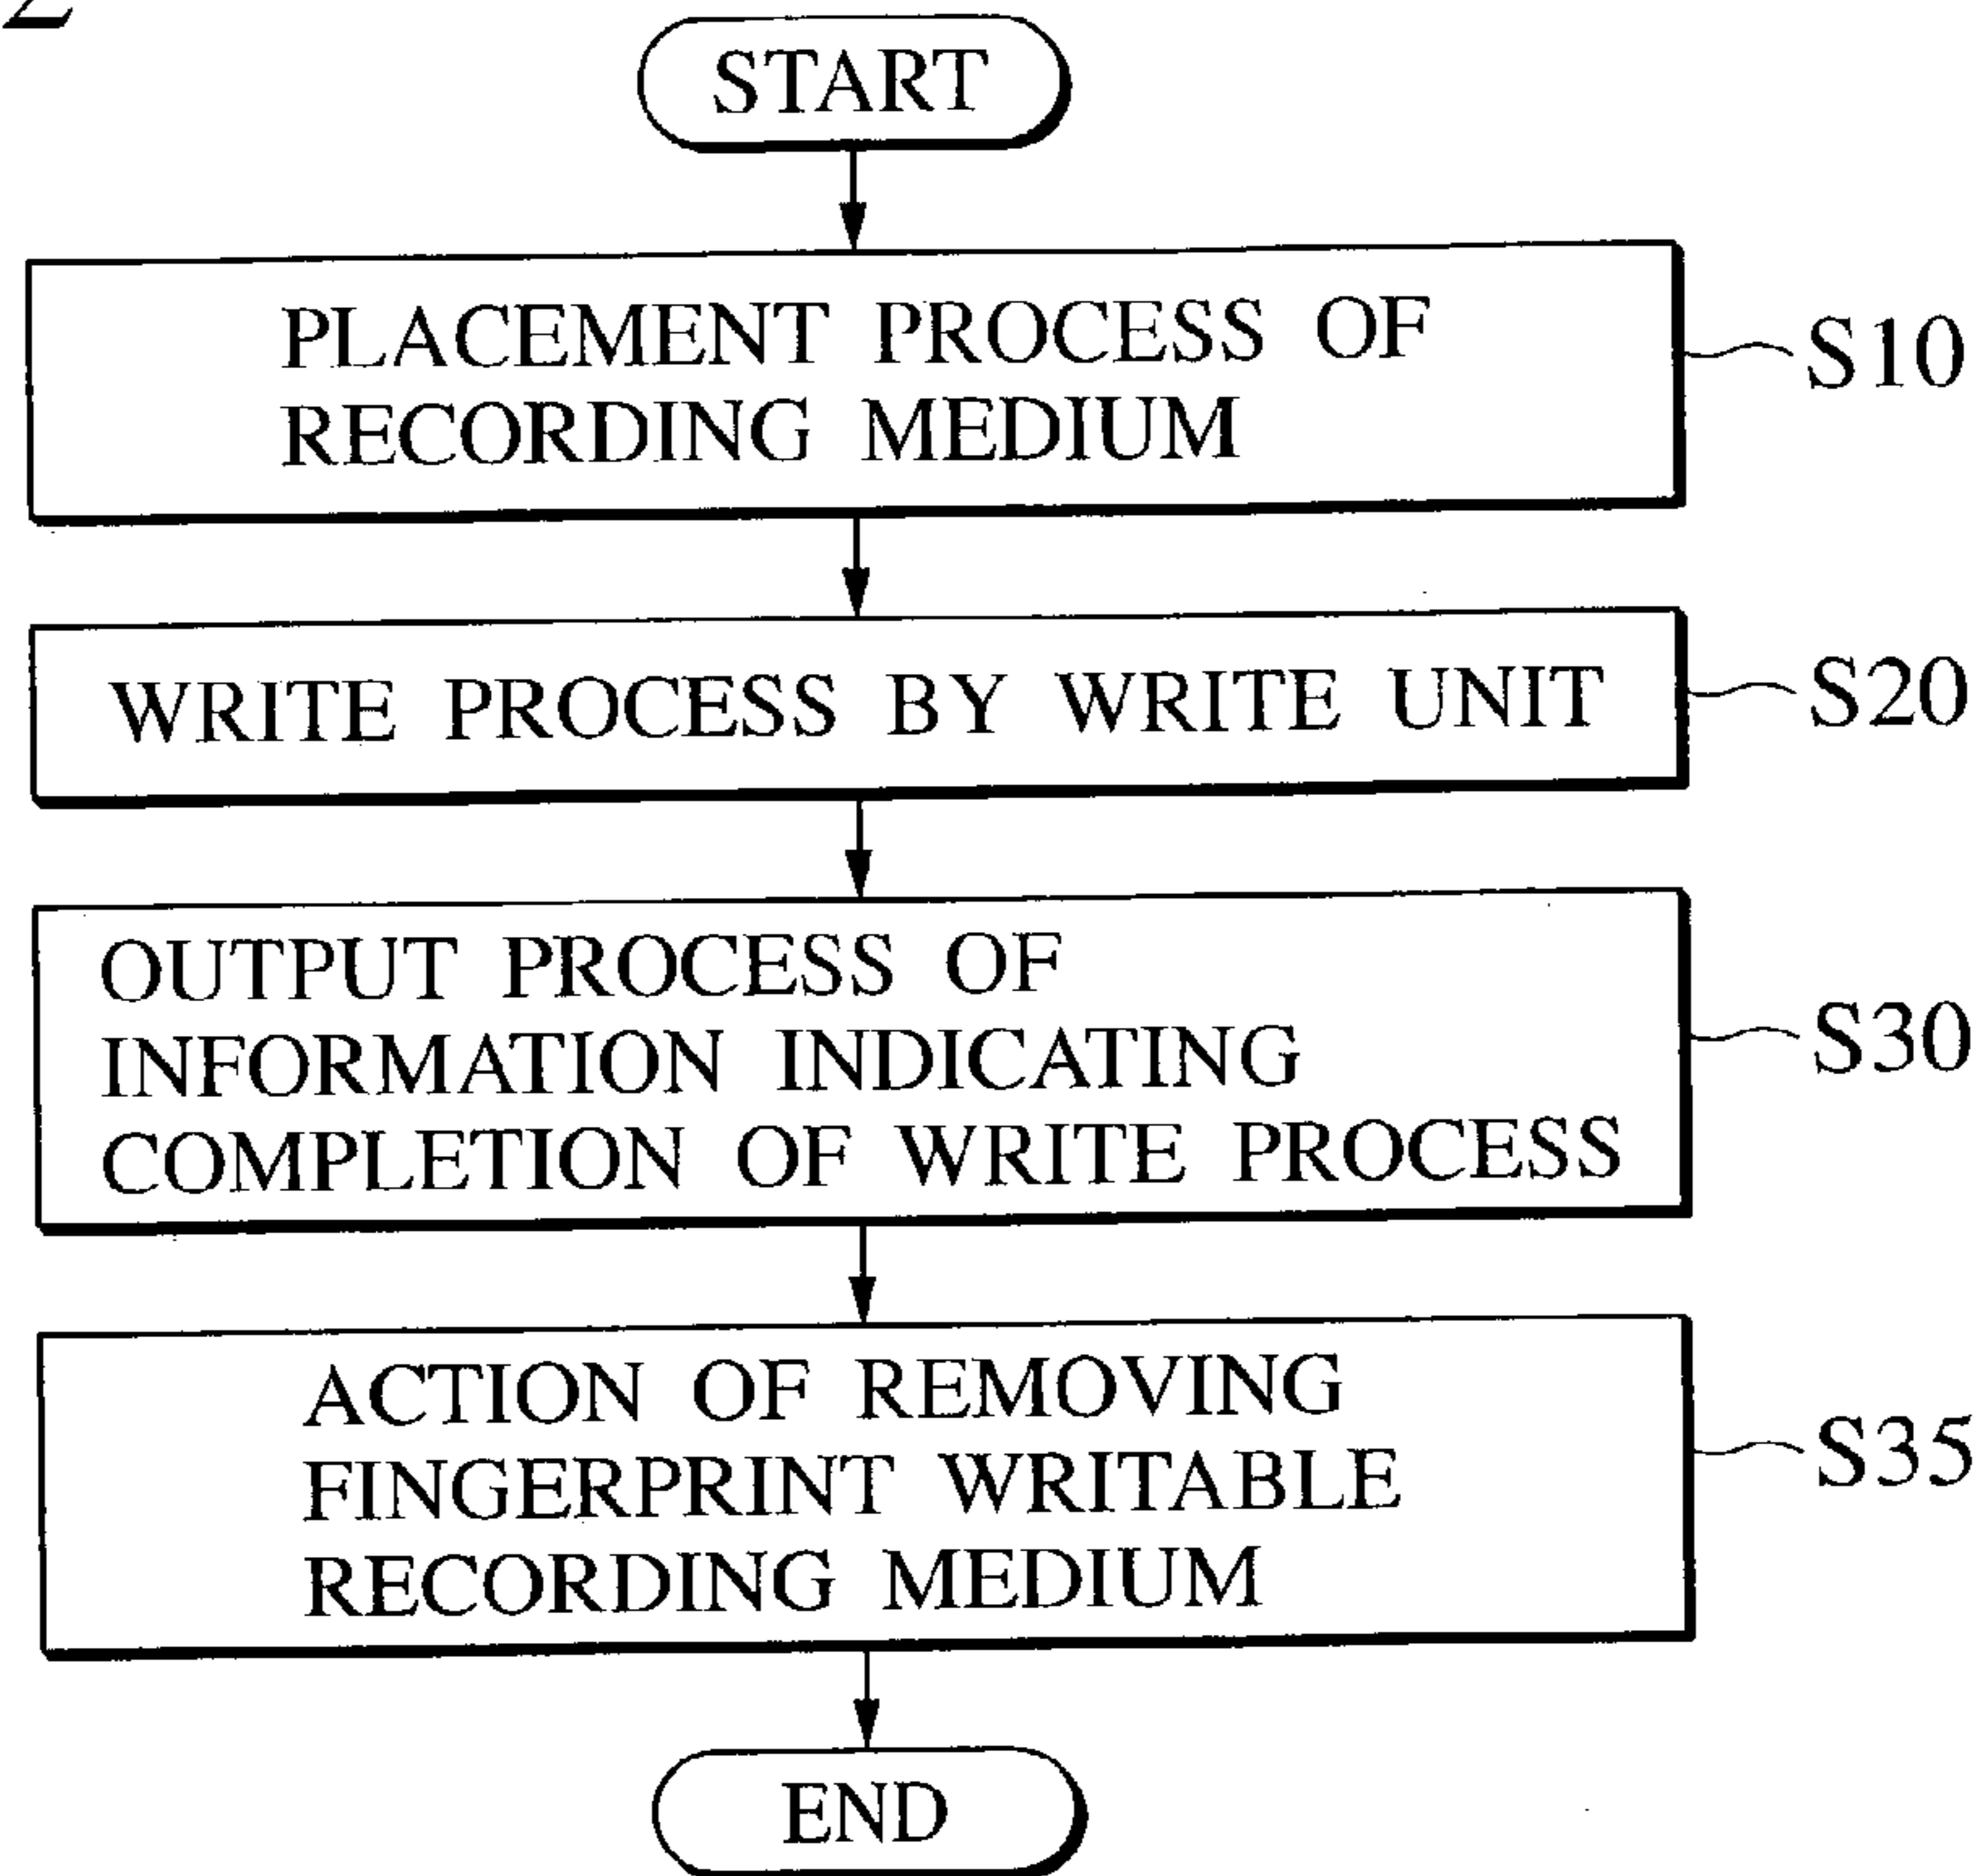 START
PLACEMENT PROCESS OF
RECORDING MEDIUM
S10
WRITE PROCESS BY WRITE UNIT
S20
OUTPUT PROCESS OF
INFORMATION INDICATING
COMPLETION OF WRITE PROCESS
S30
ACTION OF REMOVING
FINGERPRINT WRITABLE
RECORDING MEDIUM
S35
END